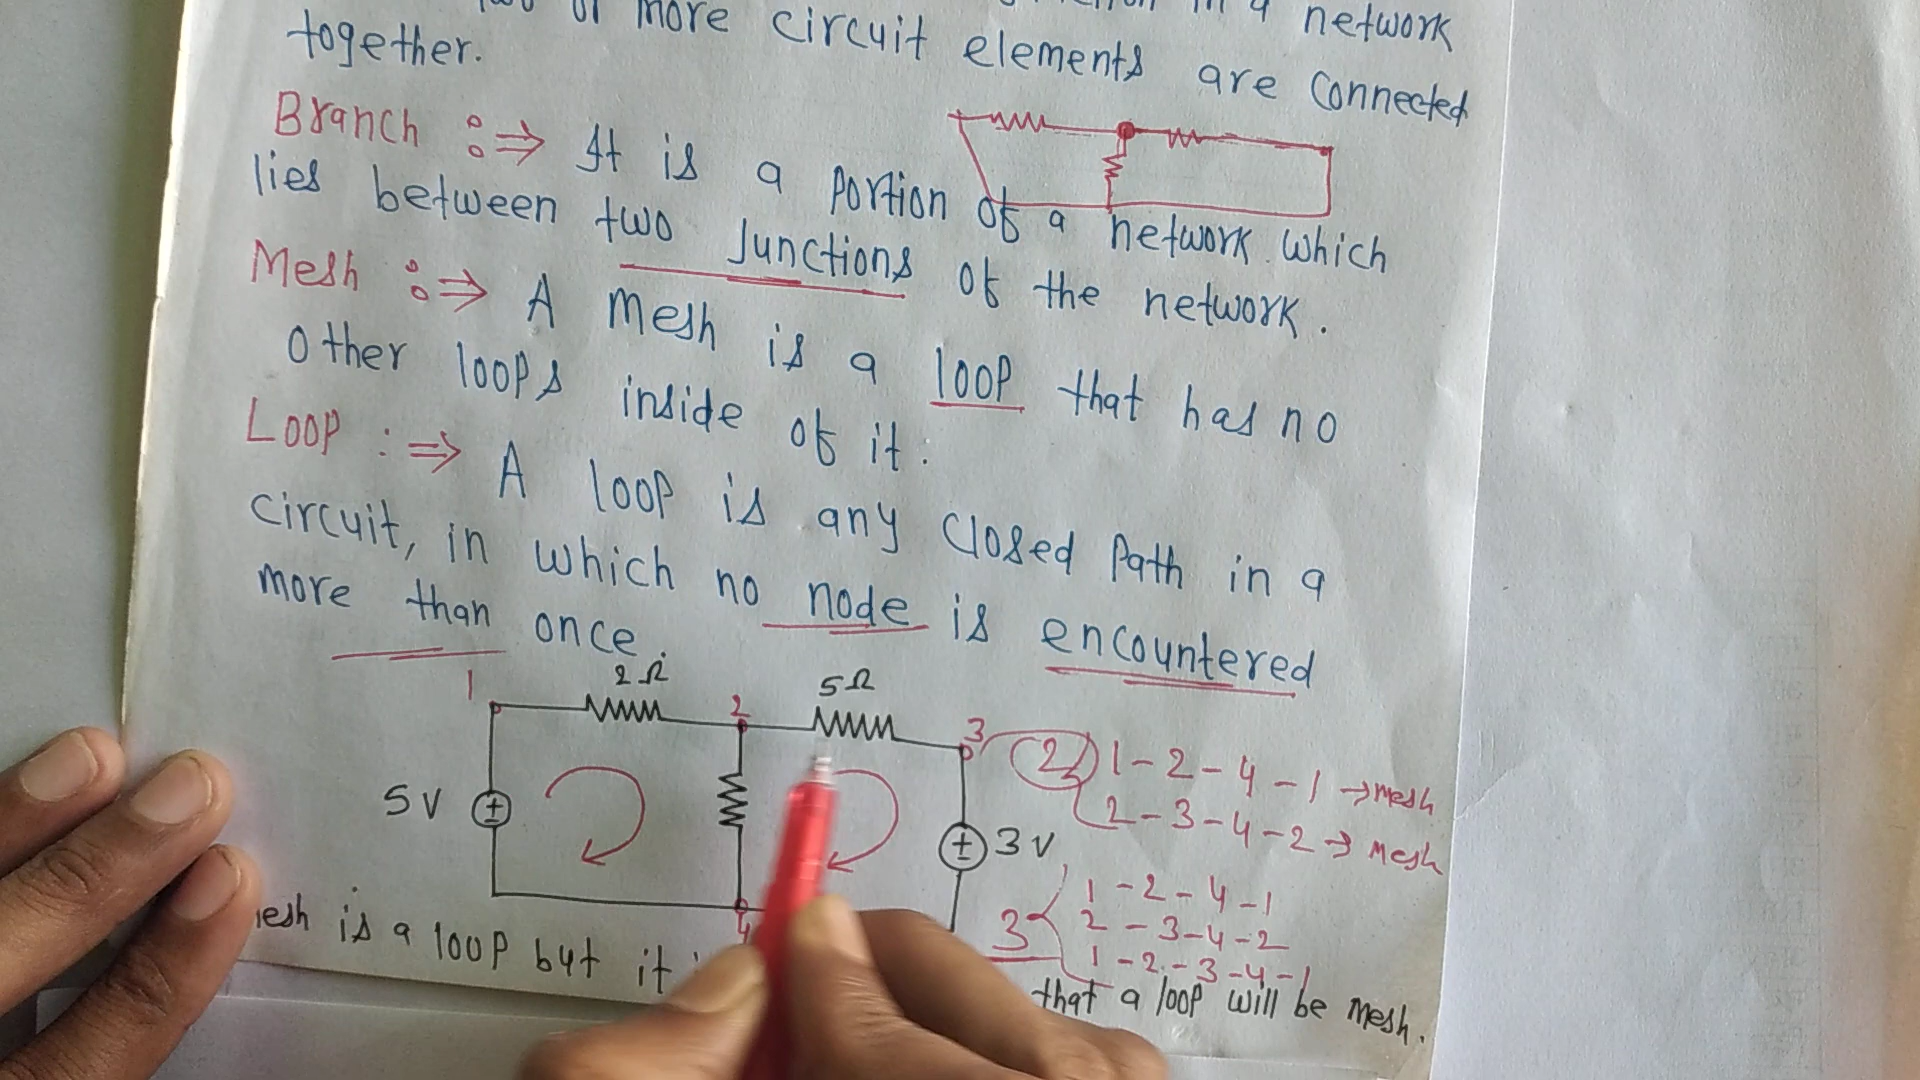 or more circuit elements are connected
in a network
together.
Branch :⇒ It is a portion of a network which
lies between two Junctions of the network.
Mesh :⇒ A mesh is a loop that has no
other loops inside of it.
Loop :⇒ A loop is any closed path in a
circuit, in which no node is encountered
more than once.
1 2Ω 2 5Ω 3
5V
3V
4
2 1-2-4-1 → mesh
2-3-4-2 → Mesh
3 1-2-4-1
2-3-4-2
1-2-3-4-1
esh is a loop but it
that a loop will be mesh.